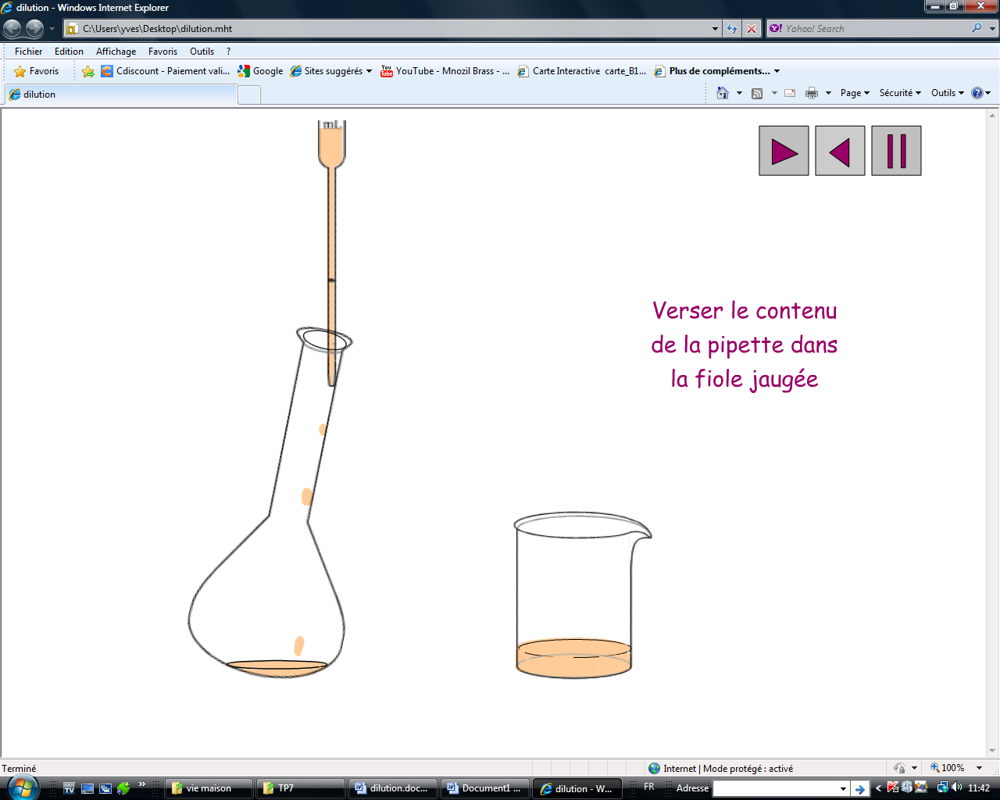 dilution - Windows Internet Explorer
C:\Users\yves\Desktop\dilution.mht
Yahoo! Search
Fichier Edition Affichage Favoris Outils ?
Favoris Cdiscount - Paiement vali... Google Sites suggérés YouTube - Mnozil Brass - ... Carte Interactive carte_B1... Plus de compléments...
dilution Page Sécurité Outils
Verser le contenu
de la pipette dans
la fiole jaugée
Terminé Internet | Mode protégé : activé 100%
vie maison TP7 dilution.doc... Document1 ... dilution - W... FR Adresse 11:42